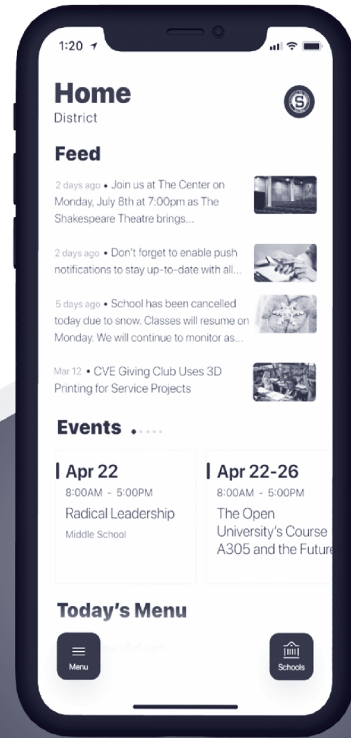 1:20
Home
District
S
Feed
2 days ago • Join us at The Center on
Monday, July 8th at 7:00pm as The
Shakespeare Theatre brings...
2 days ago • Don't forget to enable push
notifications to stay up-to-date with all...
5 days ago • School has been cancelled
today due to snow. Classes will resume on
Monday. We will continue to monitor as...
Mar 12 • CVE Giving Club Uses 3D
Printing for Service Projects
Events
Apr 22
8:00AM - 5:00PM
Radical Leadership
Middle School
Apr 22-26
8:00AM - 5:00PM
The Open
University's Course
A305 and the Future
Today's Menu
Menu
Schools